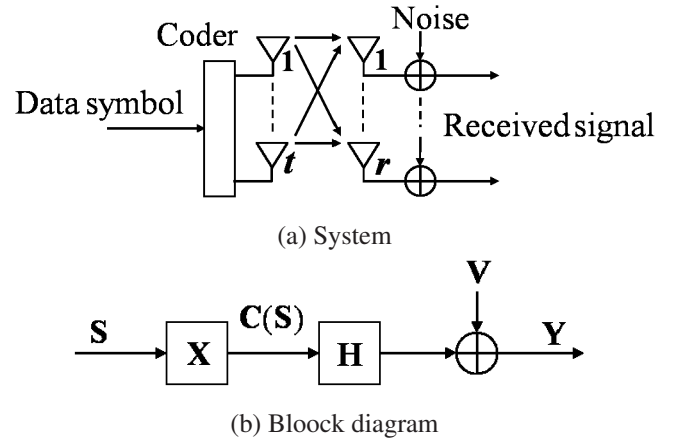 Coder
Noise
1
1
Data symbol
Received signal
t
r
(a) System
V
S
C(S)
Y
X
H
(b) Bloock diagram